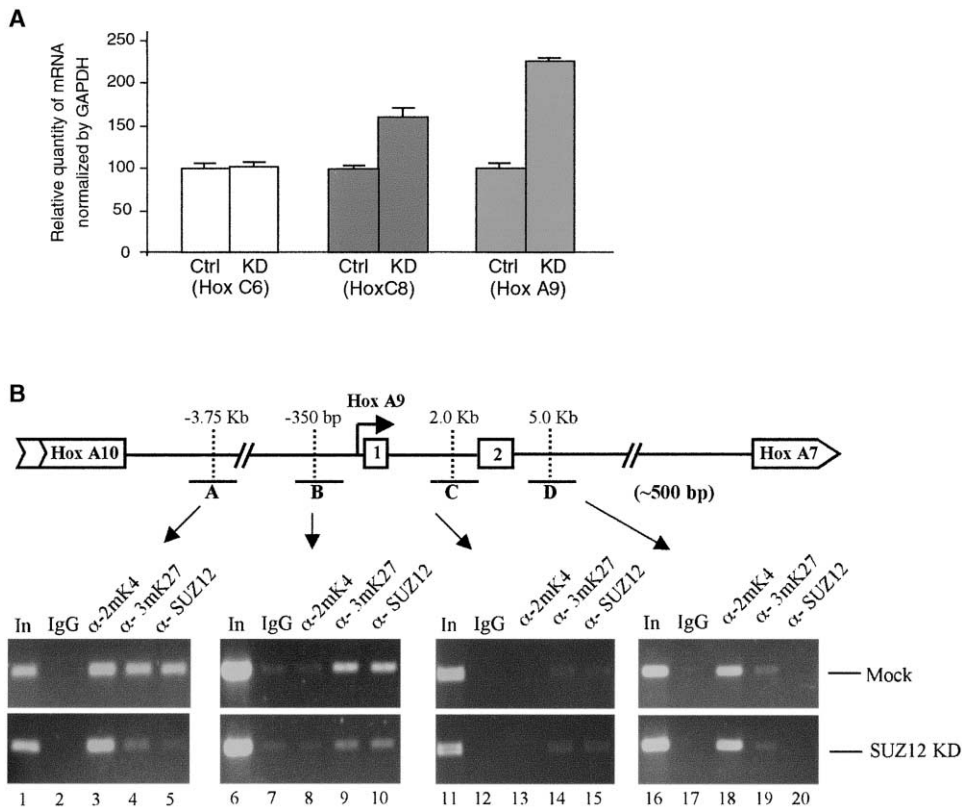 A
Relative quantity of mRNA
normalized by GAPDH
250
200
150
100
50
0
Ctrl KD Ctrl KD Ctrl KD
(Hox C6) (HoxC8) (Hox A9)
B
Hox A9
-3.75 Kb -350 bp 2.0 Kb 5.0 Kb
Hox A10 1 2 Hox A7
A B C D (~500 bp)
In IgG α-2mK4 α- 3mK27 α- SUZ12 In IgG α-2mK4 α- 3mK27 α- SUZ12 In IgG α-2mK4 α- 3mK27 α- SUZ12 In IgG α-2mK4 α- 3mK27 α- SUZ12
Mock
SUZ12 KD
1 2 3 4 5 6 7 8 9 10 11 12 13 14 15 16 17 18 19 20